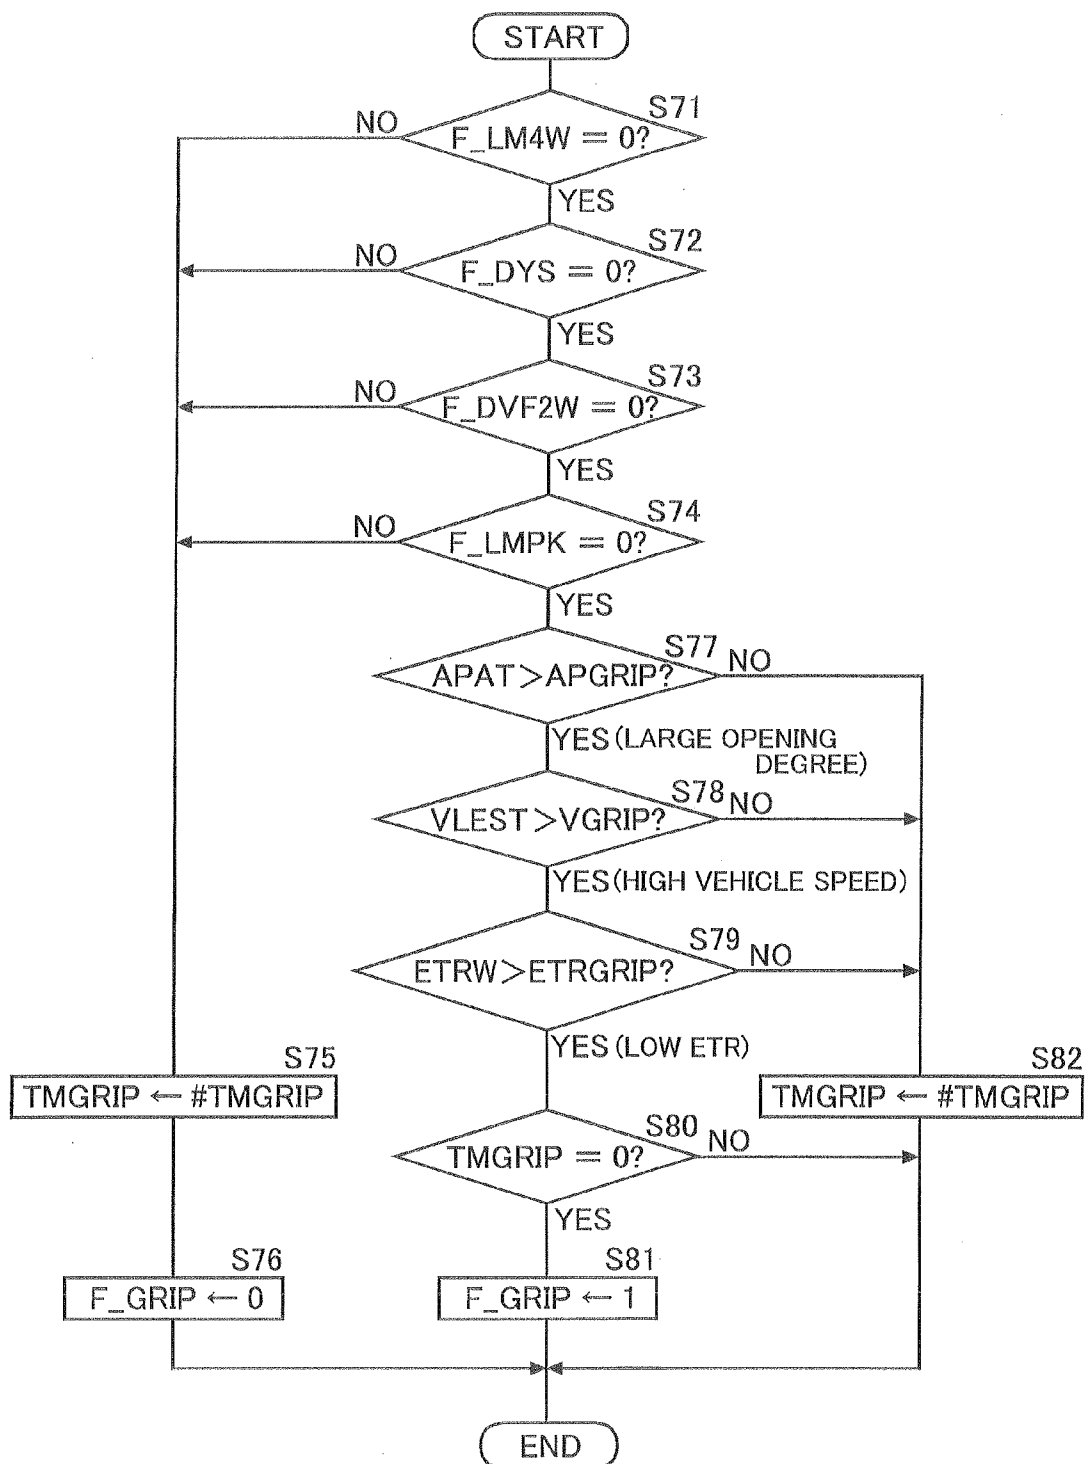 START
S71
NO
F_LM4W = 0?
YES
S72
NO
F_DYS = 0?
YES
S73
NO
F_DVF2W = 0?
YES
S74
NO
F_LMPK = 0?
YES
S77
NO
APAT>APGRIP?
YES (LARGE OPENING
DEGREE)
S78
NO
VLEST>VGRIP?
YES (HIGH VEHICLE SPEED)
S79
NO
ETRW>ETRGRIP?
YES (LOW ETR)
S75
TMGRIP ← #TMGRIP
S82
TMGRIP ← #TMGRIP
S80
NO
TMGRIP = 0?
YES
S76
F_GRIP ← 0
S81
F_GRIP ← 1
END